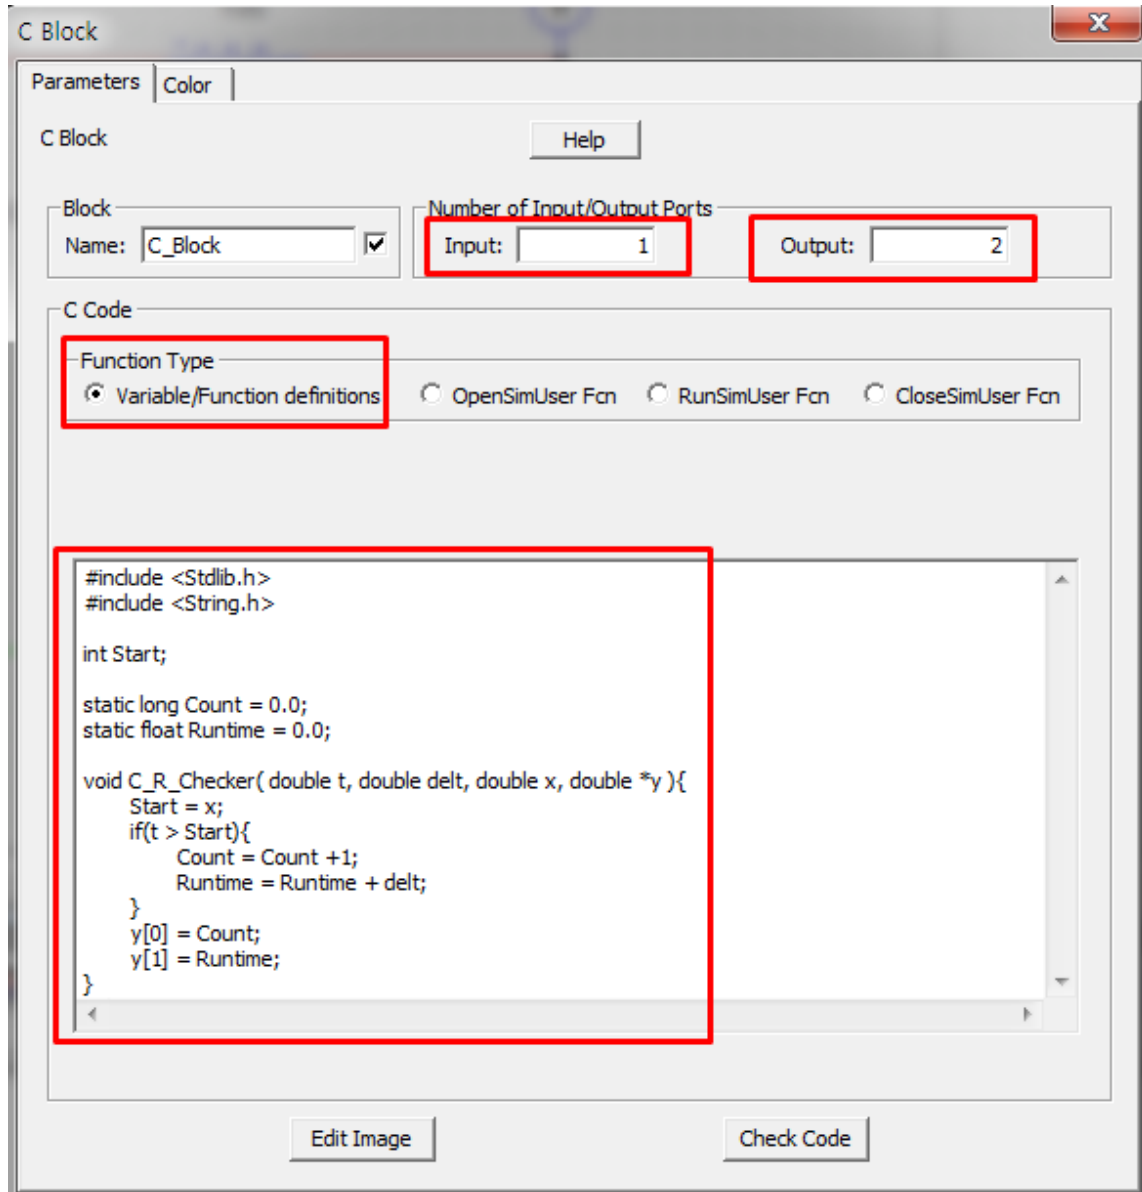 C Block
Parameters Color
C Block Help
Block Number of Input/Output Ports
Name: C_Block Input: 1 Output: 2
C Code
Function Type
Variable/Function definitions OpenSimUser Fcn RunSimUser Fcn CloseSimUser Fcn
#include <Stdlib.h>
#include <String.h>
int Start;
static long Count = 0.0;
static float Runtime = 0.0;
void C_R_Checker( double t, double delt, double x, double *y ){
Start = x;
if(t > Start){
Count = Count +1;
Runtime = Runtime + delt;
}
y[0] = Count;
y[1] = Runtime;
}
Edit Image Check Code